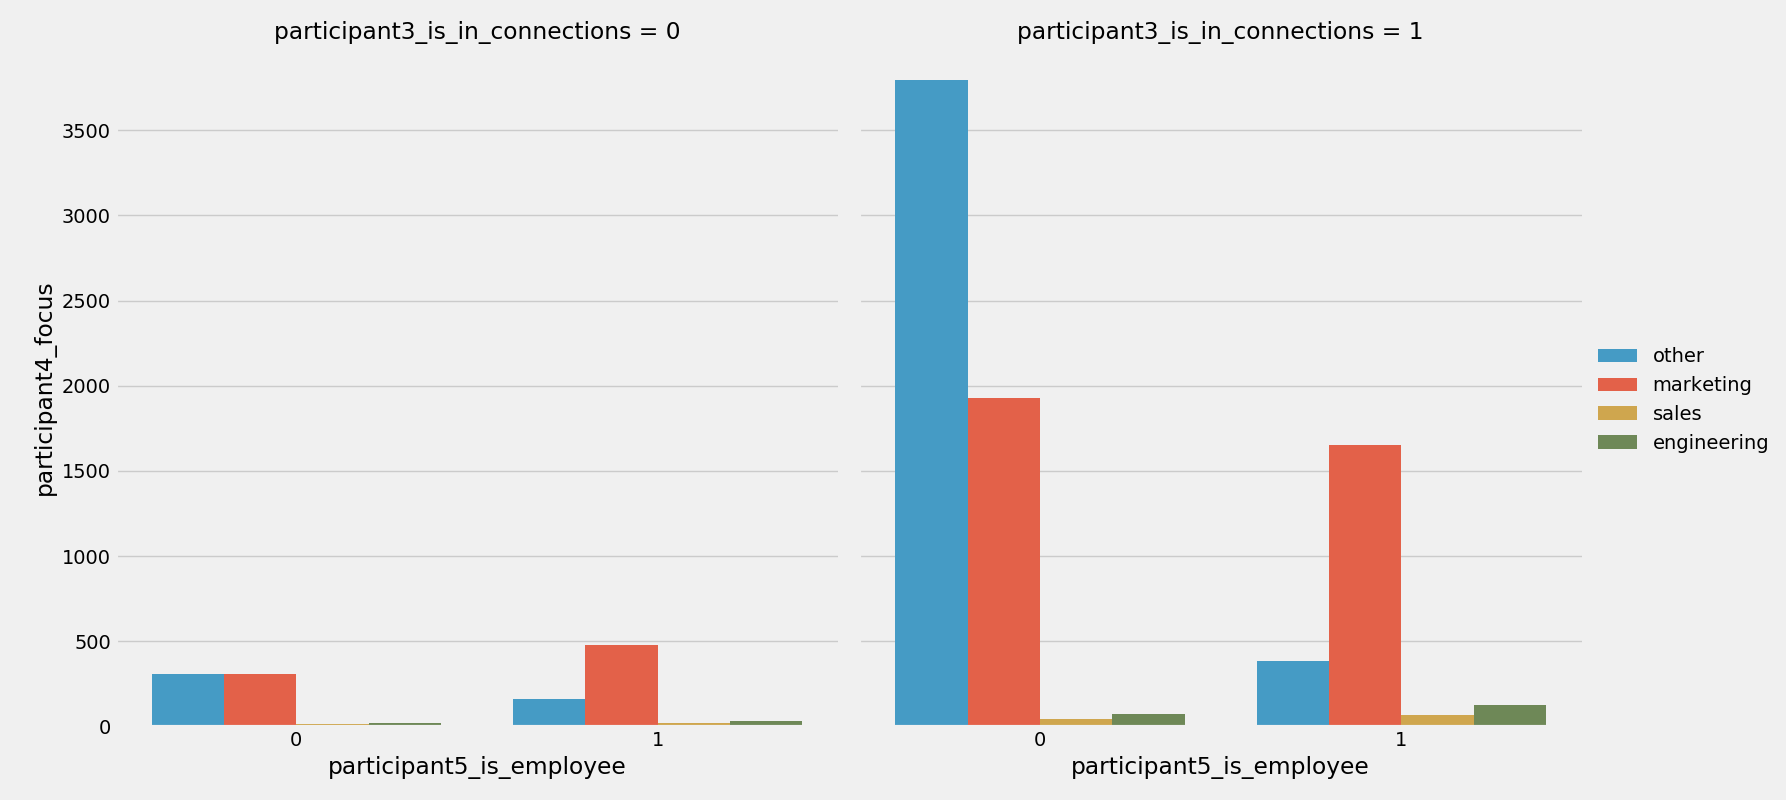 participant3_is_in_connections = 0
participant3_is_in_connections = 1
participant4_focus
3500
3000
2500
2000
1500
1000
500
0
0
1
0
1
participant5_is_employee
participant5_is_employee
other
marketing
sales
engineering